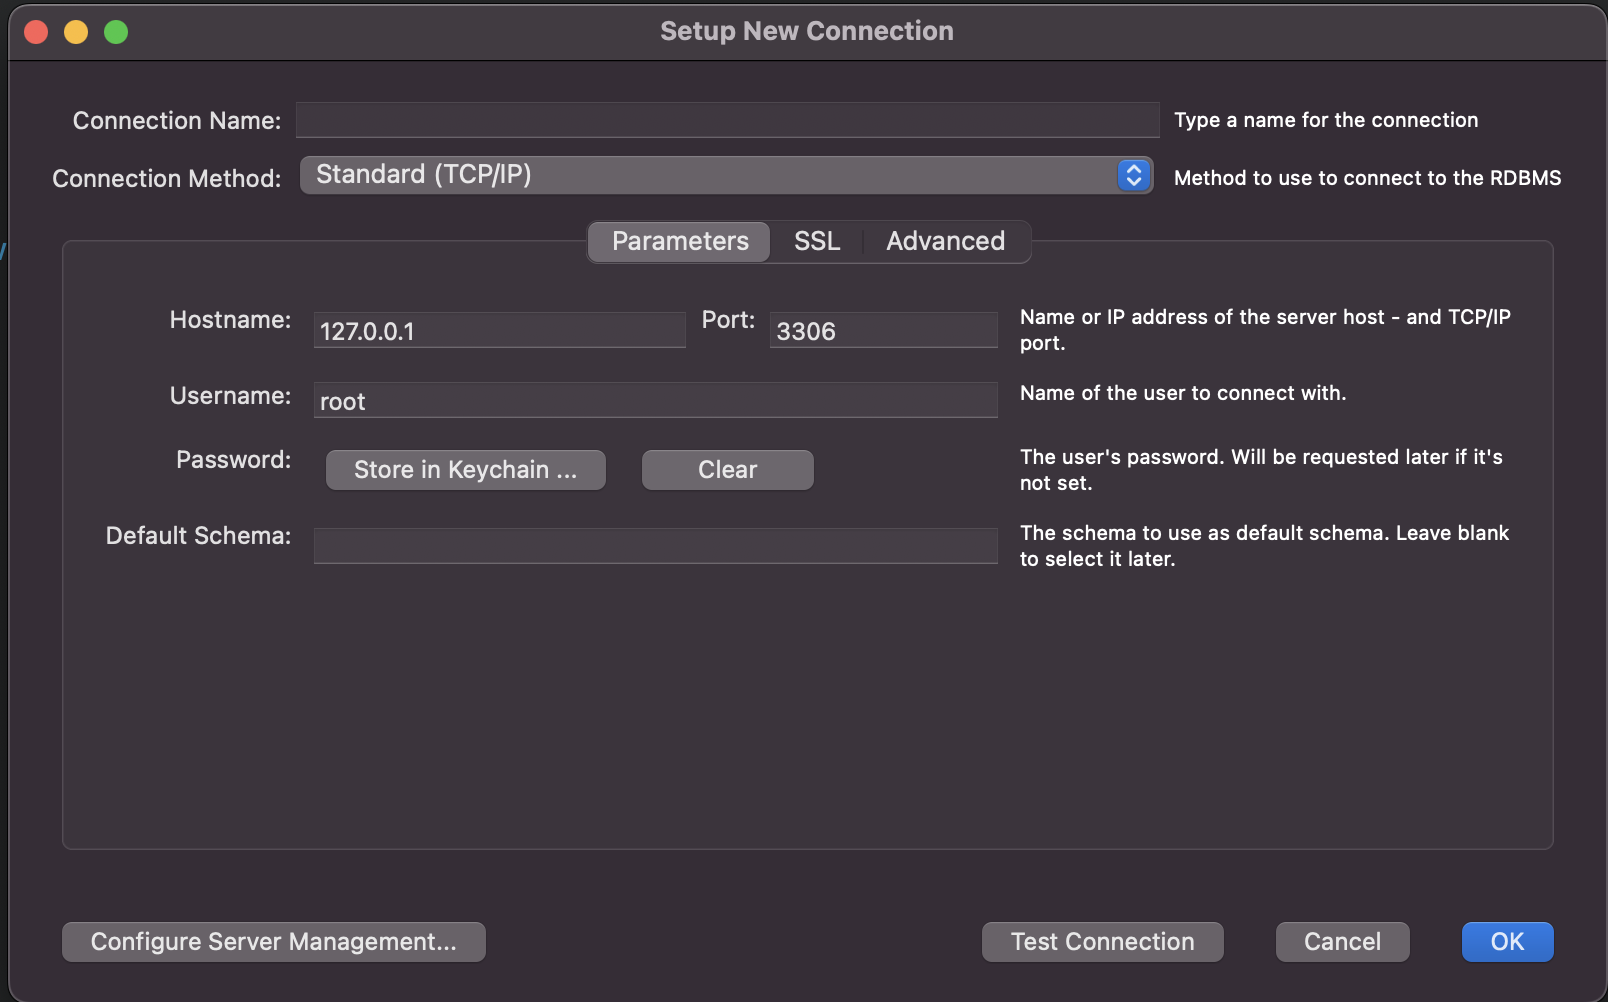 Setup New Connection
Connection Name:
Type a name for the connection
Connection Method:
Standard (TCP/IP)
Method to use to connect to the RDBMS
Parameters
SSL
Advanced
Hostname:
127.0.0.1
Port:
3306
Name or IP address of the server host - and TCP/IP
port.
Username:
root
Name of the user to connect with.
Password:
Store in Keychain ...
Clear
The user's password. Will be requested later if it's
not set.
Default Schema:
The schema to use as default schema. Leave blank
to select it later.
Configure Server Management...
Test Connection
Cancel
OK